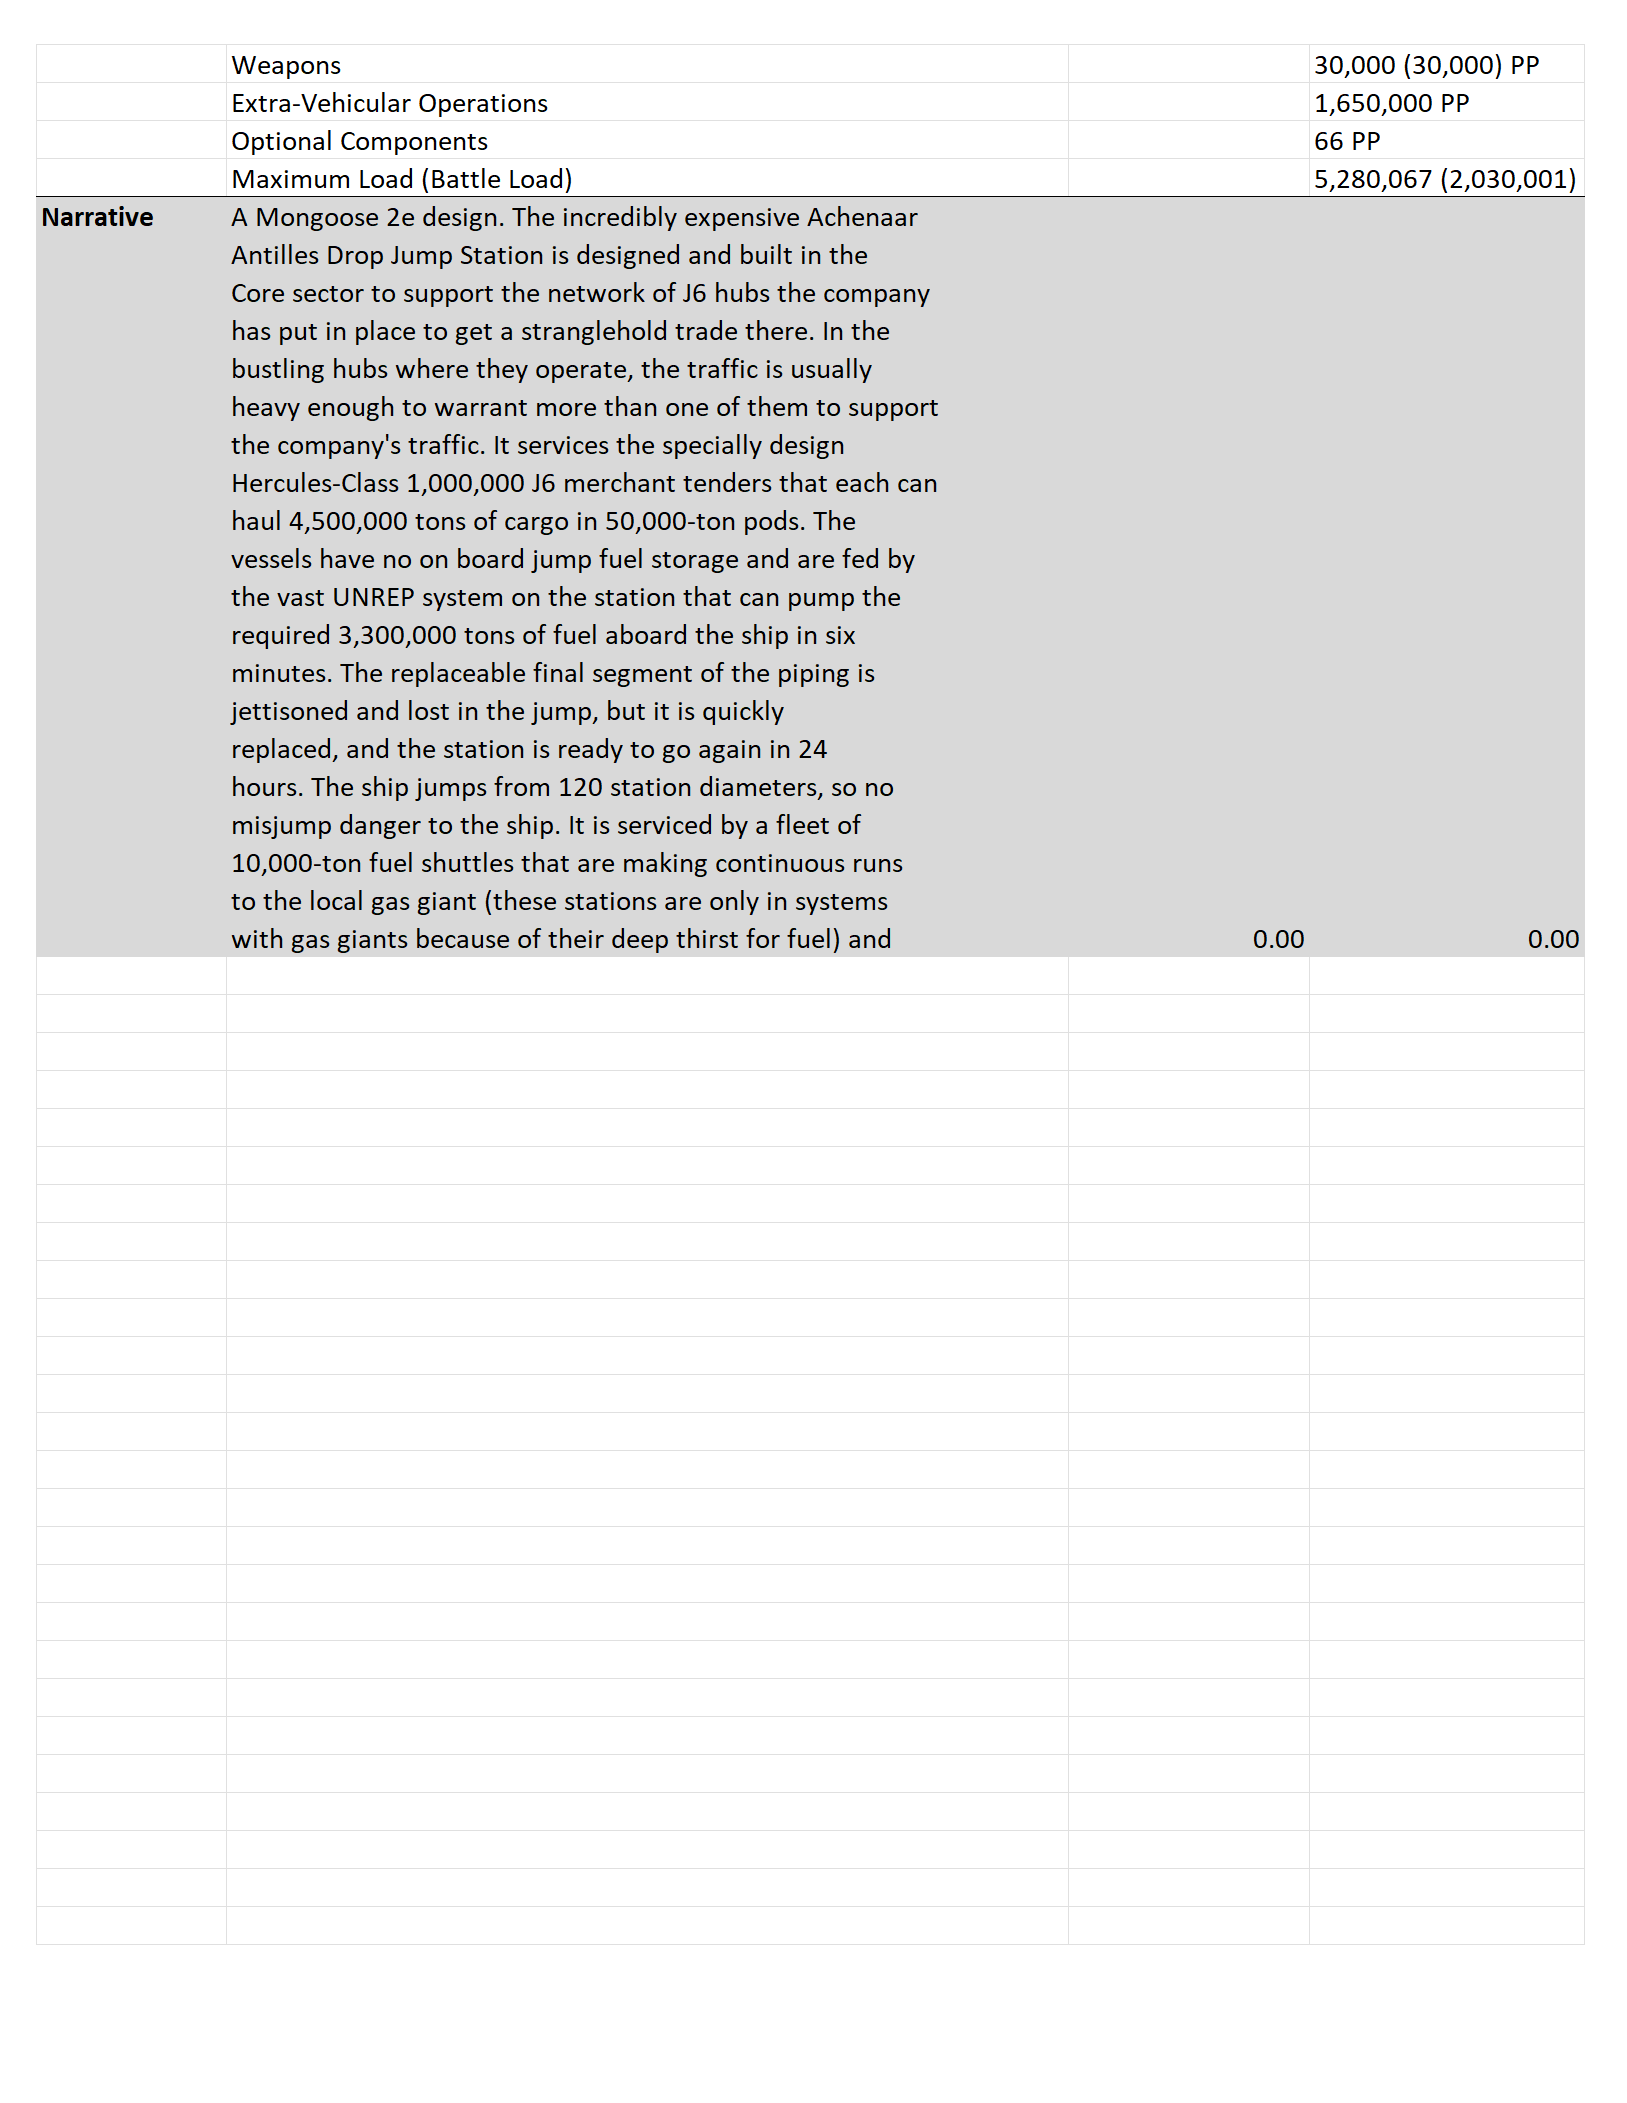 Weapons 30,000 (30,000) PP
Extra-Vehicular Operations 1,650,000 PP
Optional Components 66 PP
Maximum Load (Battle Load) 5,280,067 (2,030,001)
Narrative A Mongoose 2e design. The incredibly expensive Achenaar
Antilles Drop Jump Station is designed and built in the
Core sector to support the network of J6 hubs the company
has put in place to get a stranglehold trade there. In the
bustling hubs where they operate, the traffic is usually
heavy enough to warrant more than one of them to support
the company's traffic. It services the specially design
Hercules-Class 1,000,000 J6 merchant tenders that each can
haul 4,500,000 tons of cargo in 50,000-ton pods. The
vessels have no on board jump fuel storage and are fed by
the vast UNREP system on the station that can pump the
required 3,300,000 tons of fuel aboard the ship in six
minutes. The replaceable final segment of the piping is
jettisoned and lost in the jump, but it is quickly
replaced, and the station is ready to go again in 24
hours. The ship jumps from 120 station diameters, so no
misjump danger to the ship. It is serviced by a fleet of
10,000-ton fuel shuttles that are making continuous runs
to the local gas giant (these stations are only in systems
with gas giants because of their deep thirst for fuel) and 0.00 0.00